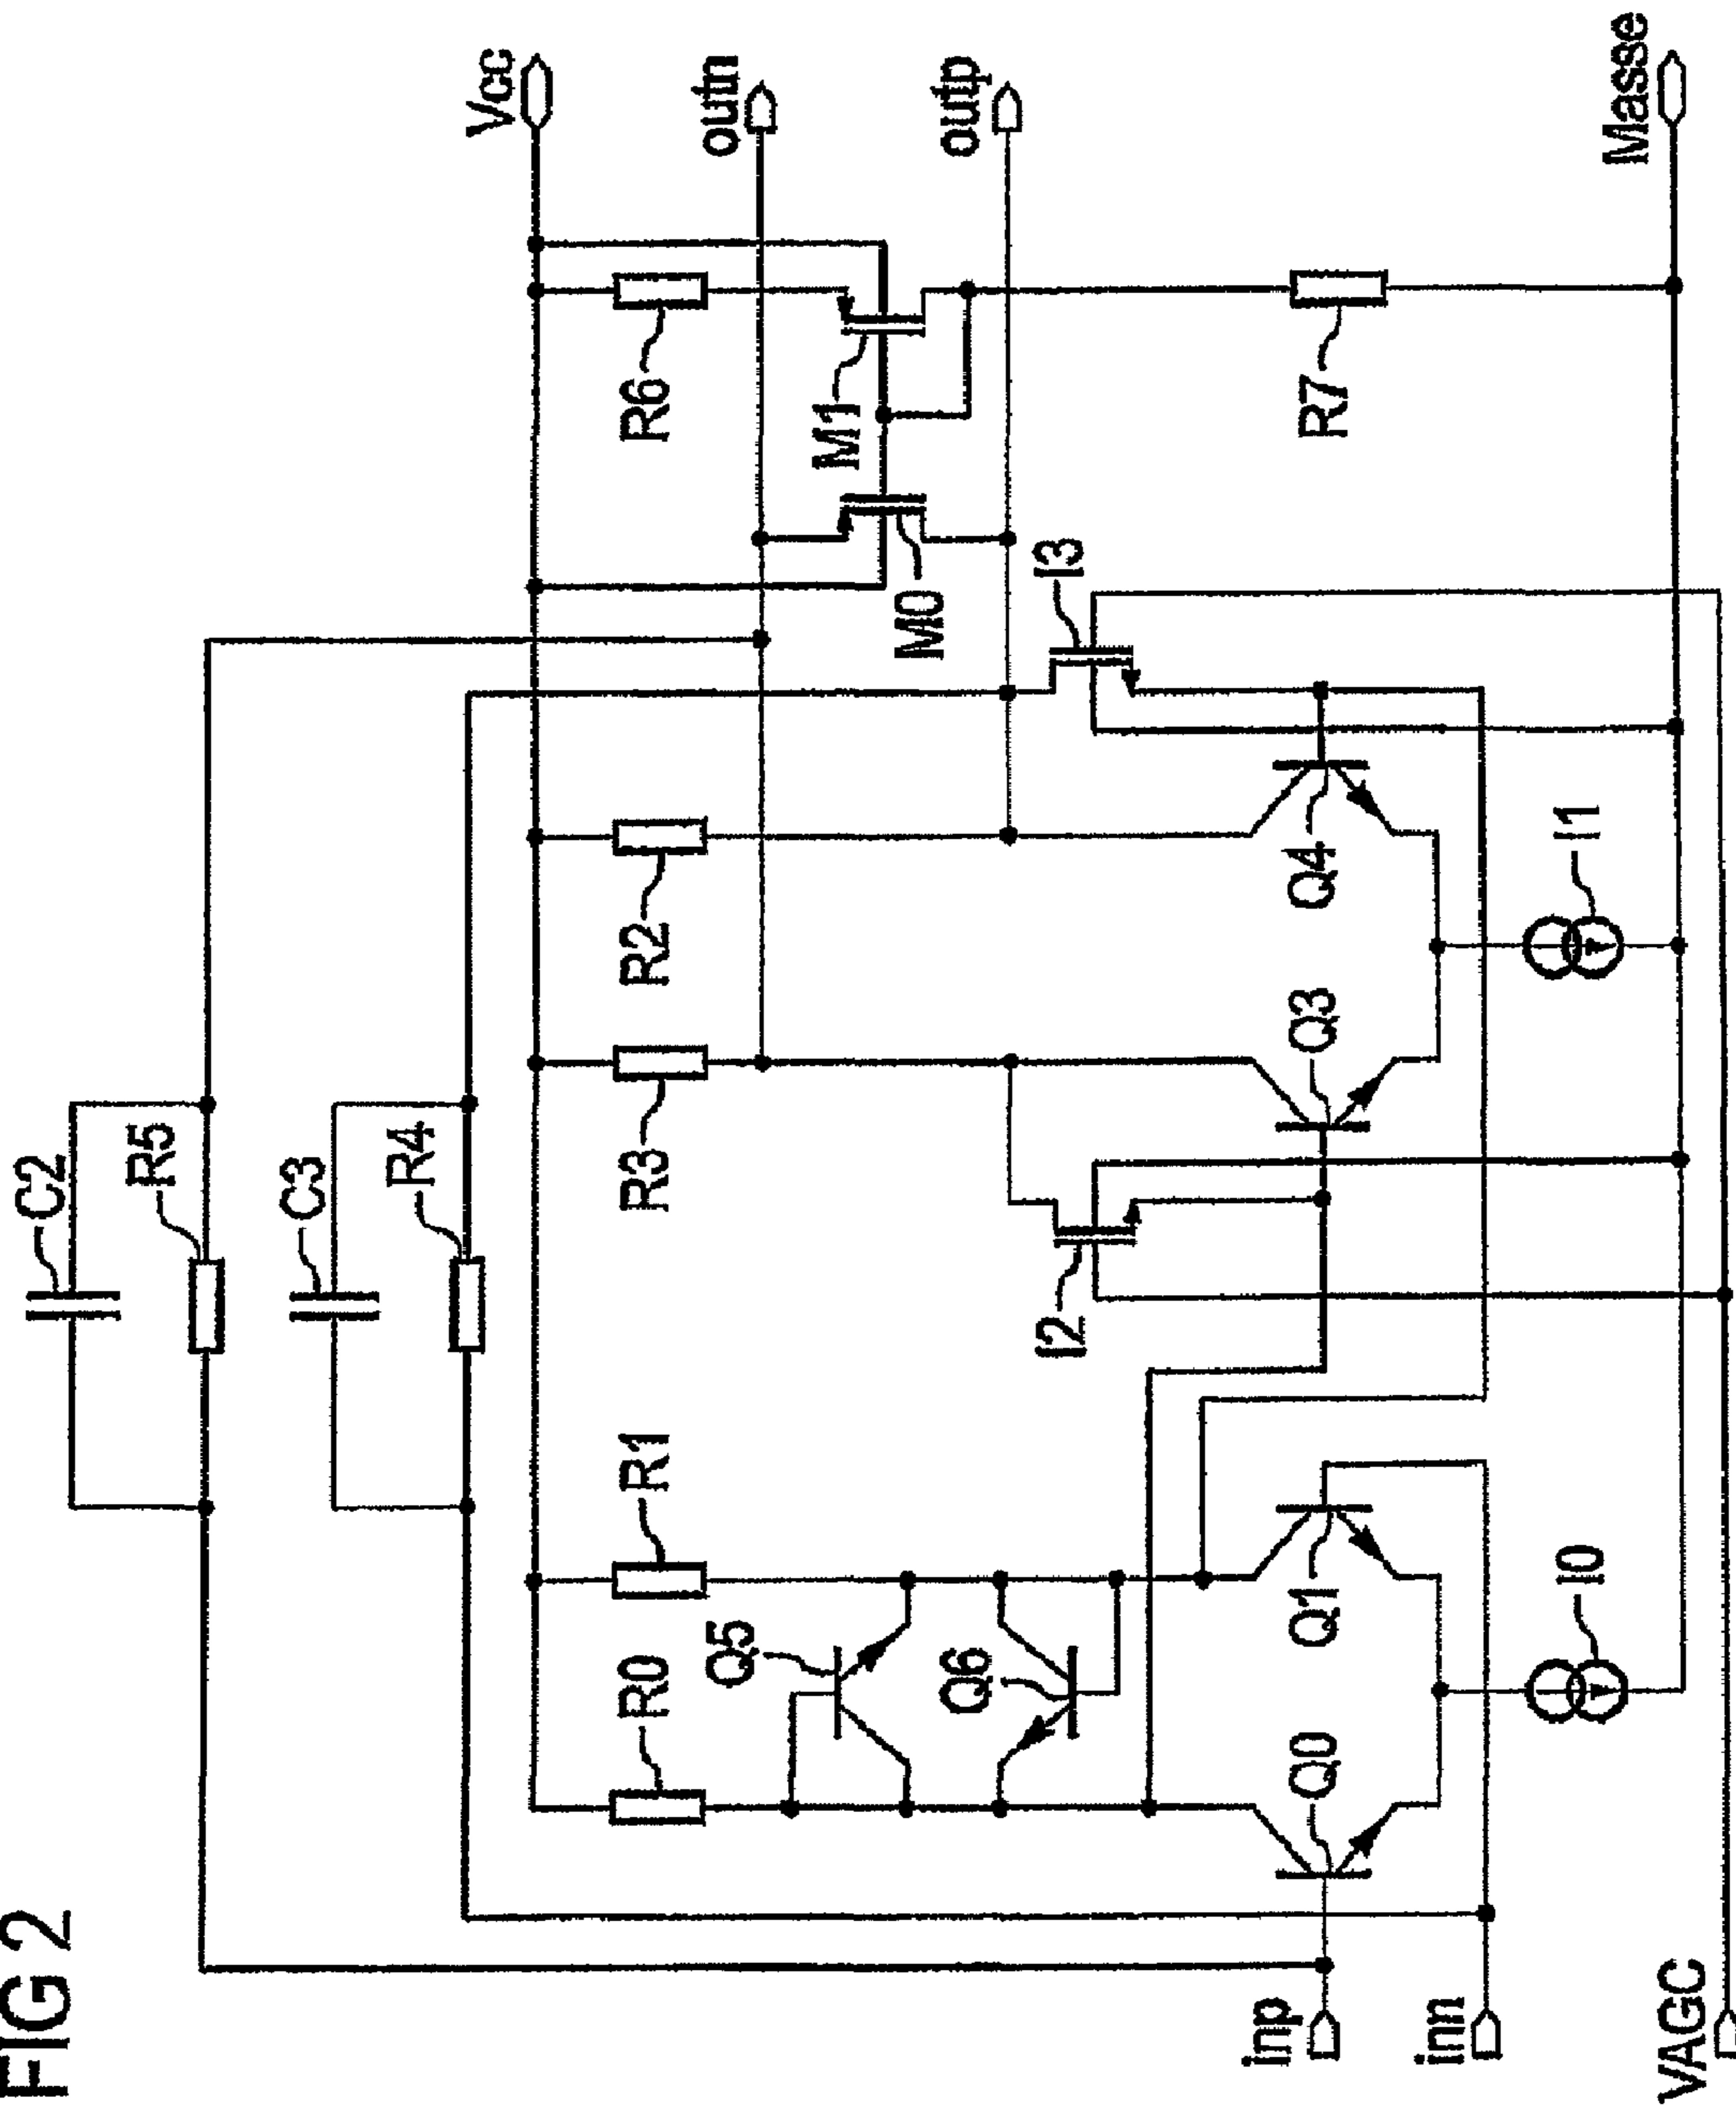 FIG 2
C2
R5
C3
R4
Vcc
outn
outp
Masse
R0
R1
R3
R2
R6
Q5
Q6
M1
M0
I2
I3
Q0
Q1
Q3
Q4
R7
I0
I1
inp
inn
VAGC